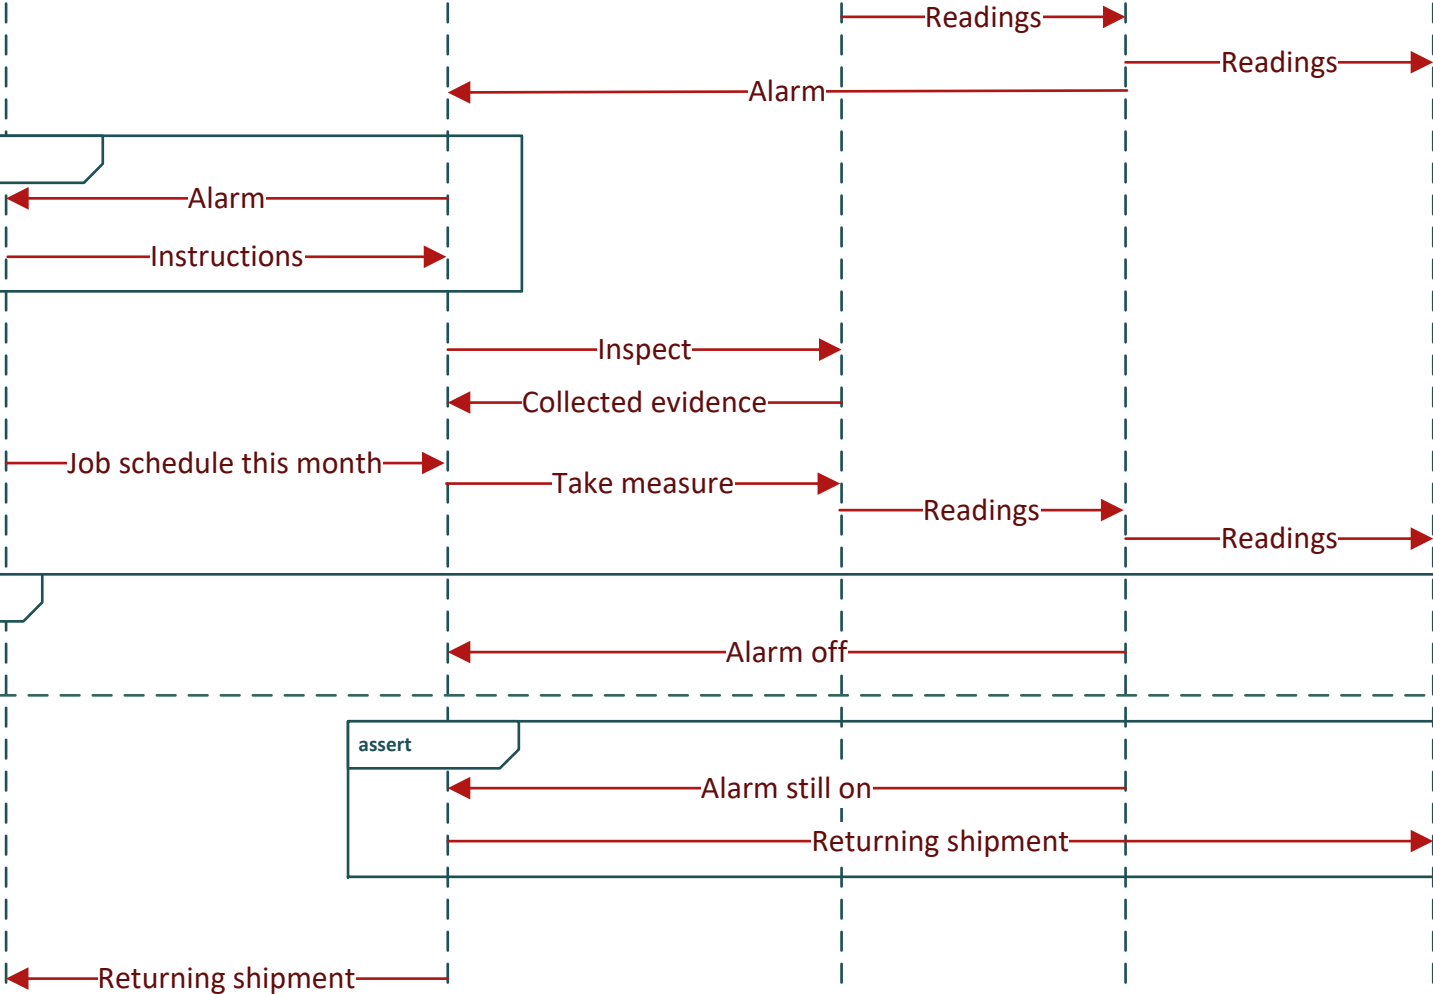 Readings
Readings
Alarm
Alarm
Instructions
Inspect
Collected evidence
Job schedule this month
Take measure
Readings
Readings
Alarm off
assert
Alarm still on
Returning shipment
Returning shipment